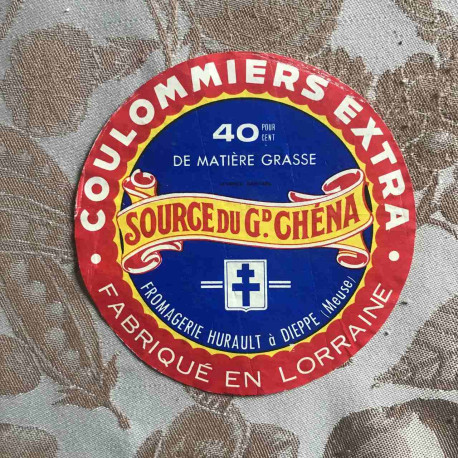 COULOMMIERS EXTRA
40 POUR CENT
DE MATIÈRE GRASSE
SOURCE DU GD CHÉNA
FROMAGERIE HURAULT à DIEPPE (Meuse)
• FABRIQUÉ EN LORRAINE •